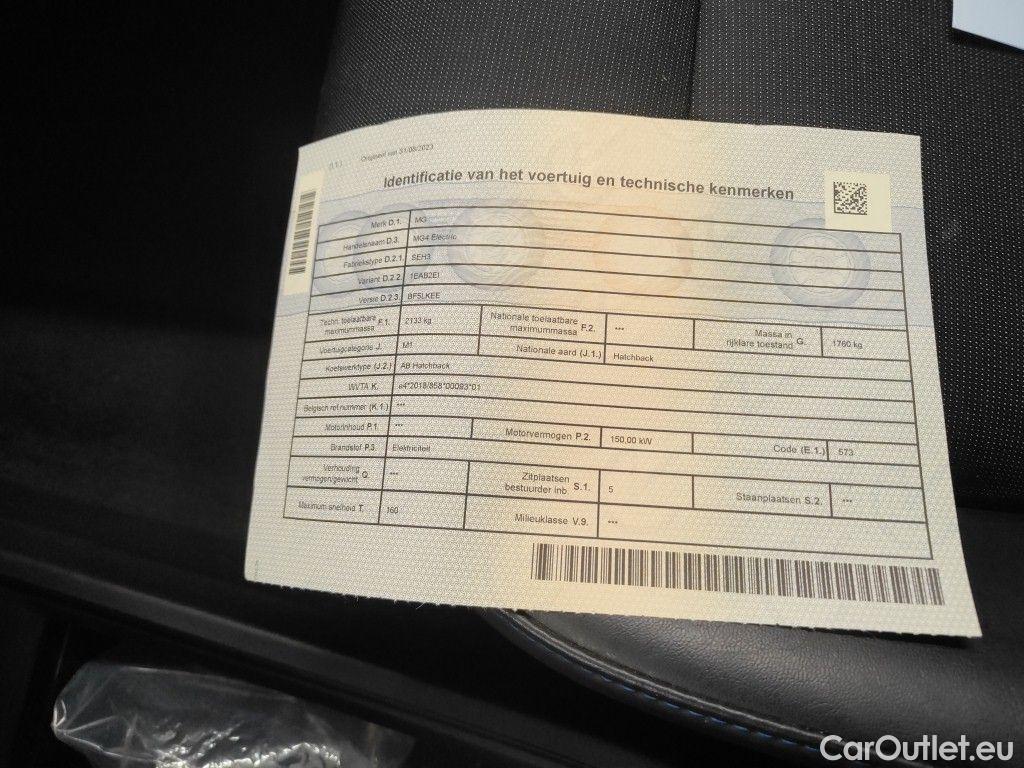 (I.1.) Origineel van 31/08/2023
Identificatie van het voertuig en technische kenmerken
Merk D.1. MG
Handelsnaam D.3. MG4 Electric
Fabriekstype D.2.1. SEH3
Variant D.2.2. 1EAB2EI
Versie D.2.3. BF5LKEE
Techn. toelaatbare maximummassa F.1. 2133 kg Nationale toelaatbare maximummassa F.2. --- Massa in rijklare toestand G. 1760 kg
Voertuigcategorie J. M1 Nationale aard (J.1.) Hatchback
Koetswerktype (J.2.) AB Hatchback
WVTA K. e4*2018/858*00093*01
Belgisch ref.nummer (K.1.) ---
Motorinhoud P.1. --- Motorvermogen P.2. 150,00 kW Code (E.1.) 573
Brandstof P.3. Elektriciteit
Verhouding vermogen/gewicht Q. --- Zitplaatsen bestuurder inb. S.1. 5 Staanplaatsen S.2. ---
Maximum snelheid T. 160 Milieuklasse V.9. ---
CarOutlet.eu